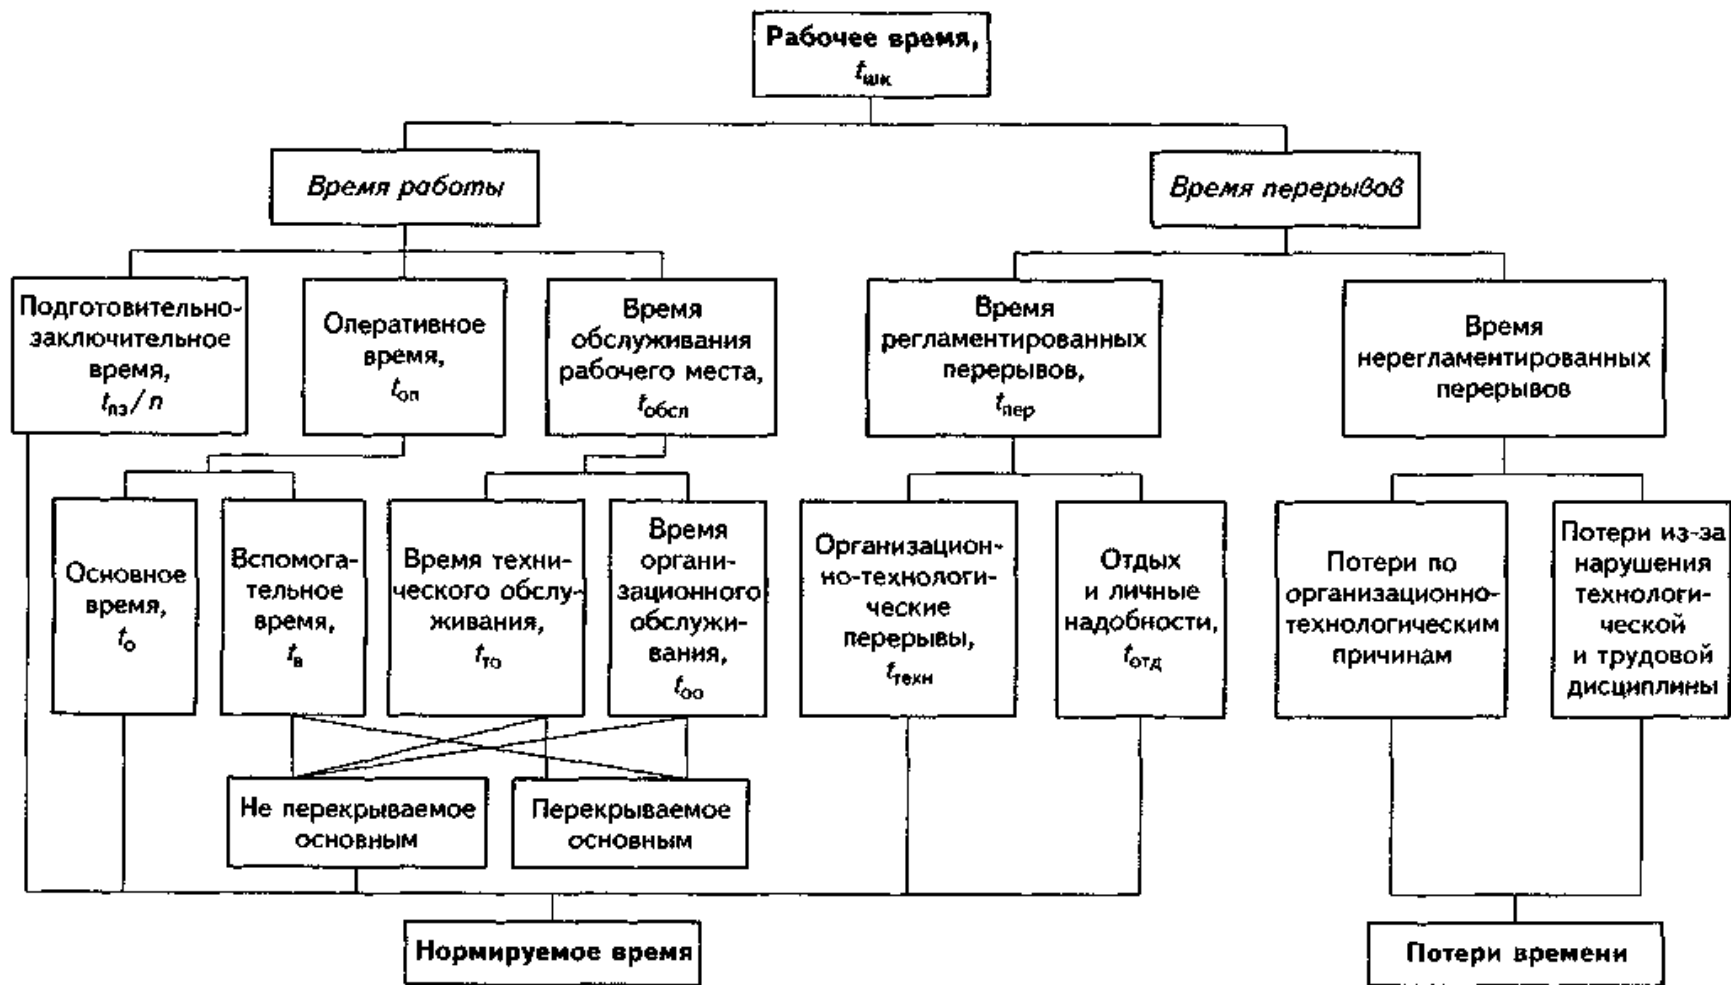 Рабочее время,
tшк
Время работы
Время перерывов
Подготовительно-
заключительное
время,
tпз/n
Оперативное
время,
tоп
Время
обслуживания
рабочего места,
tобсл
Время
регламентированных
перерывов,
tпер
Время
нерегламентированных
перерывов
Основное
время,
tо
Вспомога-
тельное
время,
tв
Время техни-
ческого обслу-
живания,
tто
Время
органи-
зационного
обслужи-
вания,
tоо
Организацион-
но-технологи-
ческие
перерывы,
tтехн
Отдых
и личные
надобности,
tотд
Потери по
организационно-
технологическим
причинам
Потери из-за
нарушения
технологи-
ческой
и трудовой
дисциплины
Не перекрываемое
основным
Перекрываемое
основным
Нормируемое время
Потери времени